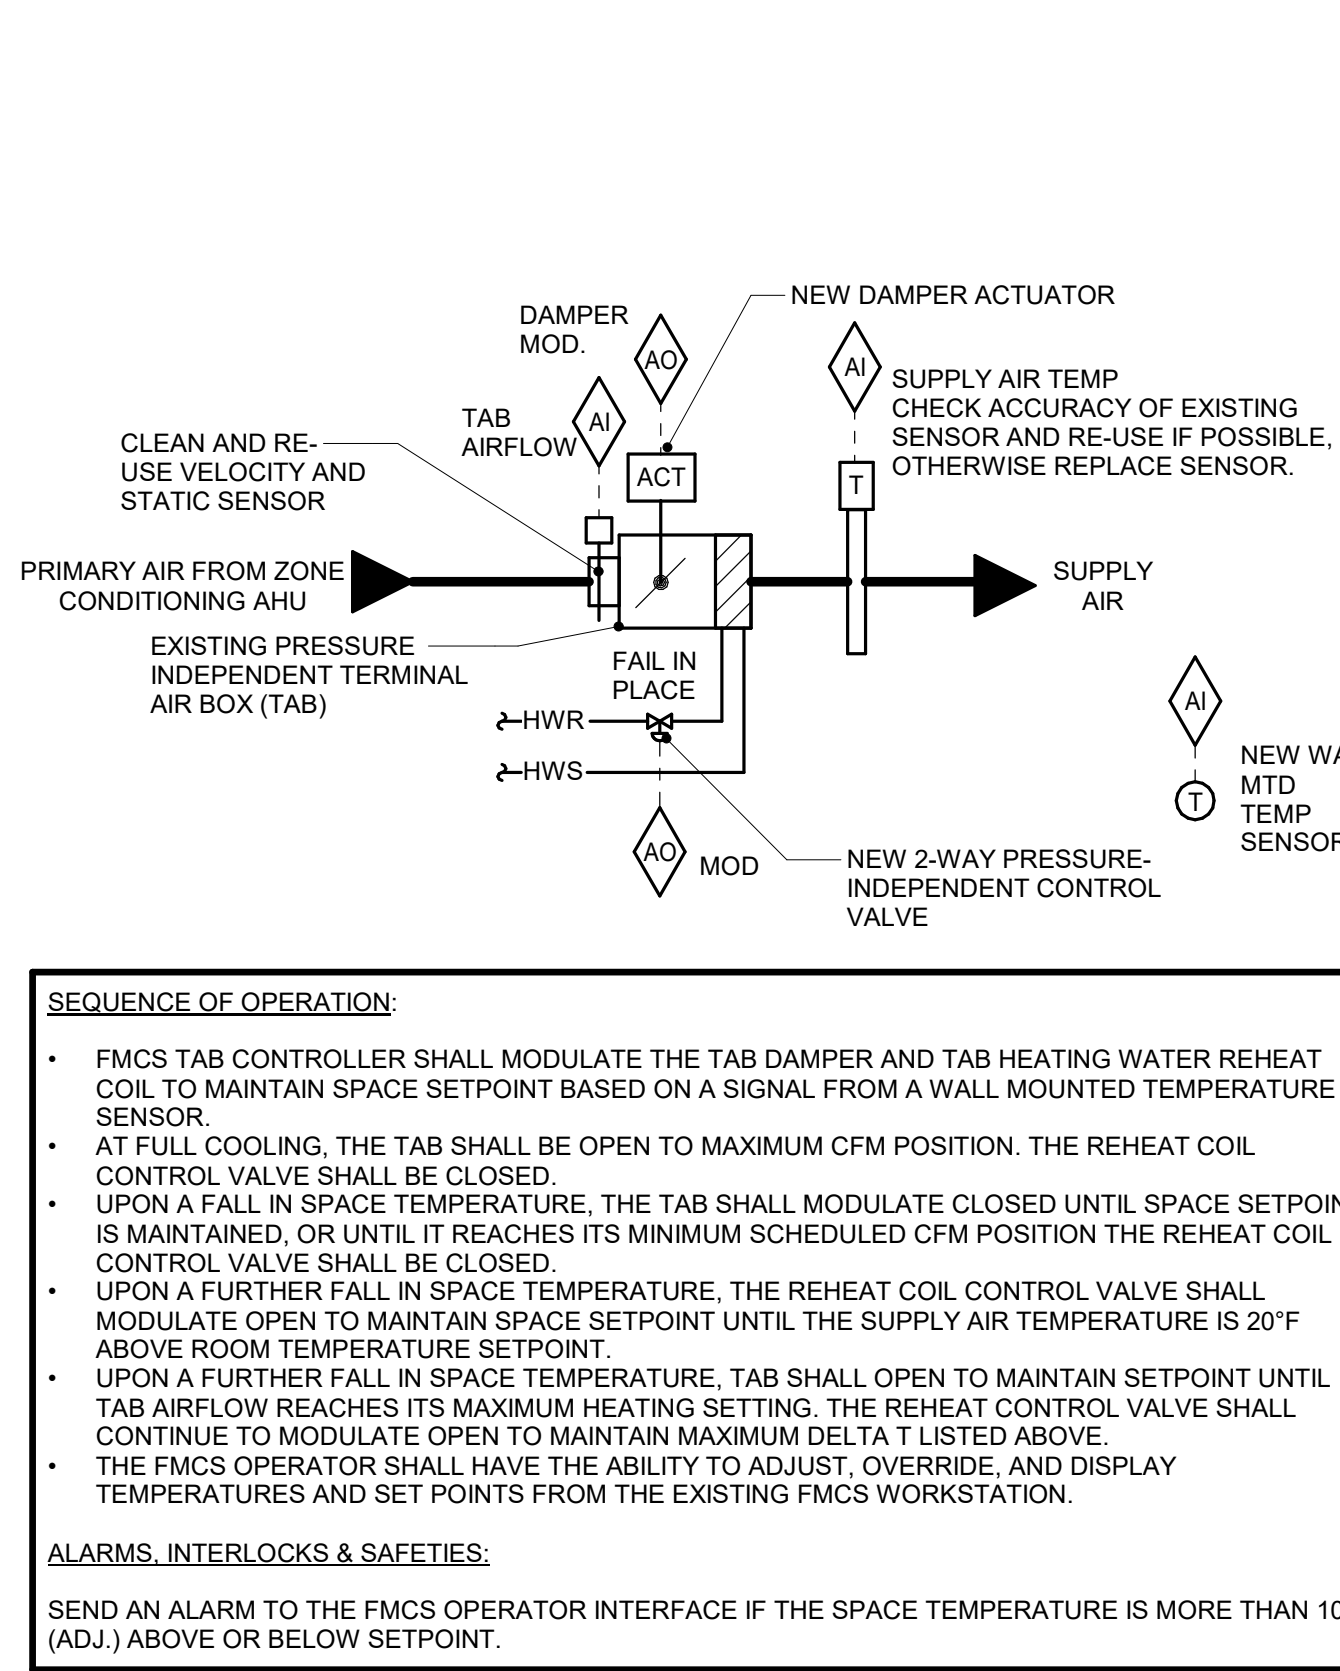 NEW DAMPER ACTUATOR
DAMPER
MOD.
AO
AI
SUPPLY AIR TEMP
CHECK ACCURACY OF EXISTING
SENSOR AND RE-USE IF POSSIBLE,
OTHERWISE REPLACE SENSOR.
TAB
AIRFLOW
AI
CLEAN AND RE-
USE VELOCITY AND
STATIC SENSOR
ACT
T
PRIMARY AIR FROM ZONE
CONDITIONING AHU
SUPPLY
AIR
EXISTING PRESSURE
INDEPENDENT TERMINAL
AIR BOX (TAB)
FAIL IN
PLACE
HWR
HWS
AI
T
NEW
MTD
TEMP
SENSOR
AO
MOD
NEW 2-WAY PRESSURE-
INDEPENDENT CONTROL
VALVE
SEQUENCE OF OPERATION:
• FMCS TAB CONTROLLER SHALL MODULATE THE TAB DAMPER AND TAB HEATING WATER REHEAT
COIL TO MAINTAIN SPACE SETPOINT BASED ON A SIGNAL FROM A WALL MOUNTED TEMPERATURE
SENSOR.
• AT FULL COOLING, THE TAB SHALL BE OPEN TO MAXIMUM CFM POSITION. THE REHEAT COIL
CONTROL VALVE SHALL BE CLOSED.
• UPON A FALL IN SPACE TEMPERATURE, THE TAB SHALL MODULATE CLOSED UNTIL SPACE SETPOINT
IS MAINTAINED, OR UNTIL IT REACHES ITS MINIMUM SCHEDULED CFM POSITION THE REHEAT COIL
CONTROL VALVE SHALL BE CLOSED.
• UPON A FURTHER FALL IN SPACE TEMPERATURE, THE REHEAT COIL CONTROL VALVE SHALL
MODULATE OPEN TO MAINTAIN SPACE SETPOINT UNTIL THE SUPPLY AIR TEMPERATURE IS 20°F
ABOVE ROOM TEMPERATURE SETPOINT.
• UPON A FURTHER FALL IN SPACE TEMPERATURE, TAB SHALL OPEN TO MAINTAIN SETPOINT UNTIL
TAB AIRFLOW REACHES ITS MAXIMUM HEATING SETTING. THE REHEAT CONTROL VALVE SHALL
CONTINUE TO MODULATE OPEN TO MAINTAIN MAXIMUM DELTA T LISTED ABOVE.
• THE FMCS OPERATOR SHALL HAVE THE ABILITY TO ADJUST, OVERRIDE, AND DISPLAY
TEMPERATURES AND SET POINTS FROM THE EXISTING FMCS WORKSTATION.
ALARMS, INTERLOCKS & SAFETIES:
SEND AN ALARM TO THE FMCS OPERATOR INTERFACE IF THE SPACE TEMPERATURE IS MORE THAN
(ADJ.) ABOVE OR BELOW SETPOINT.